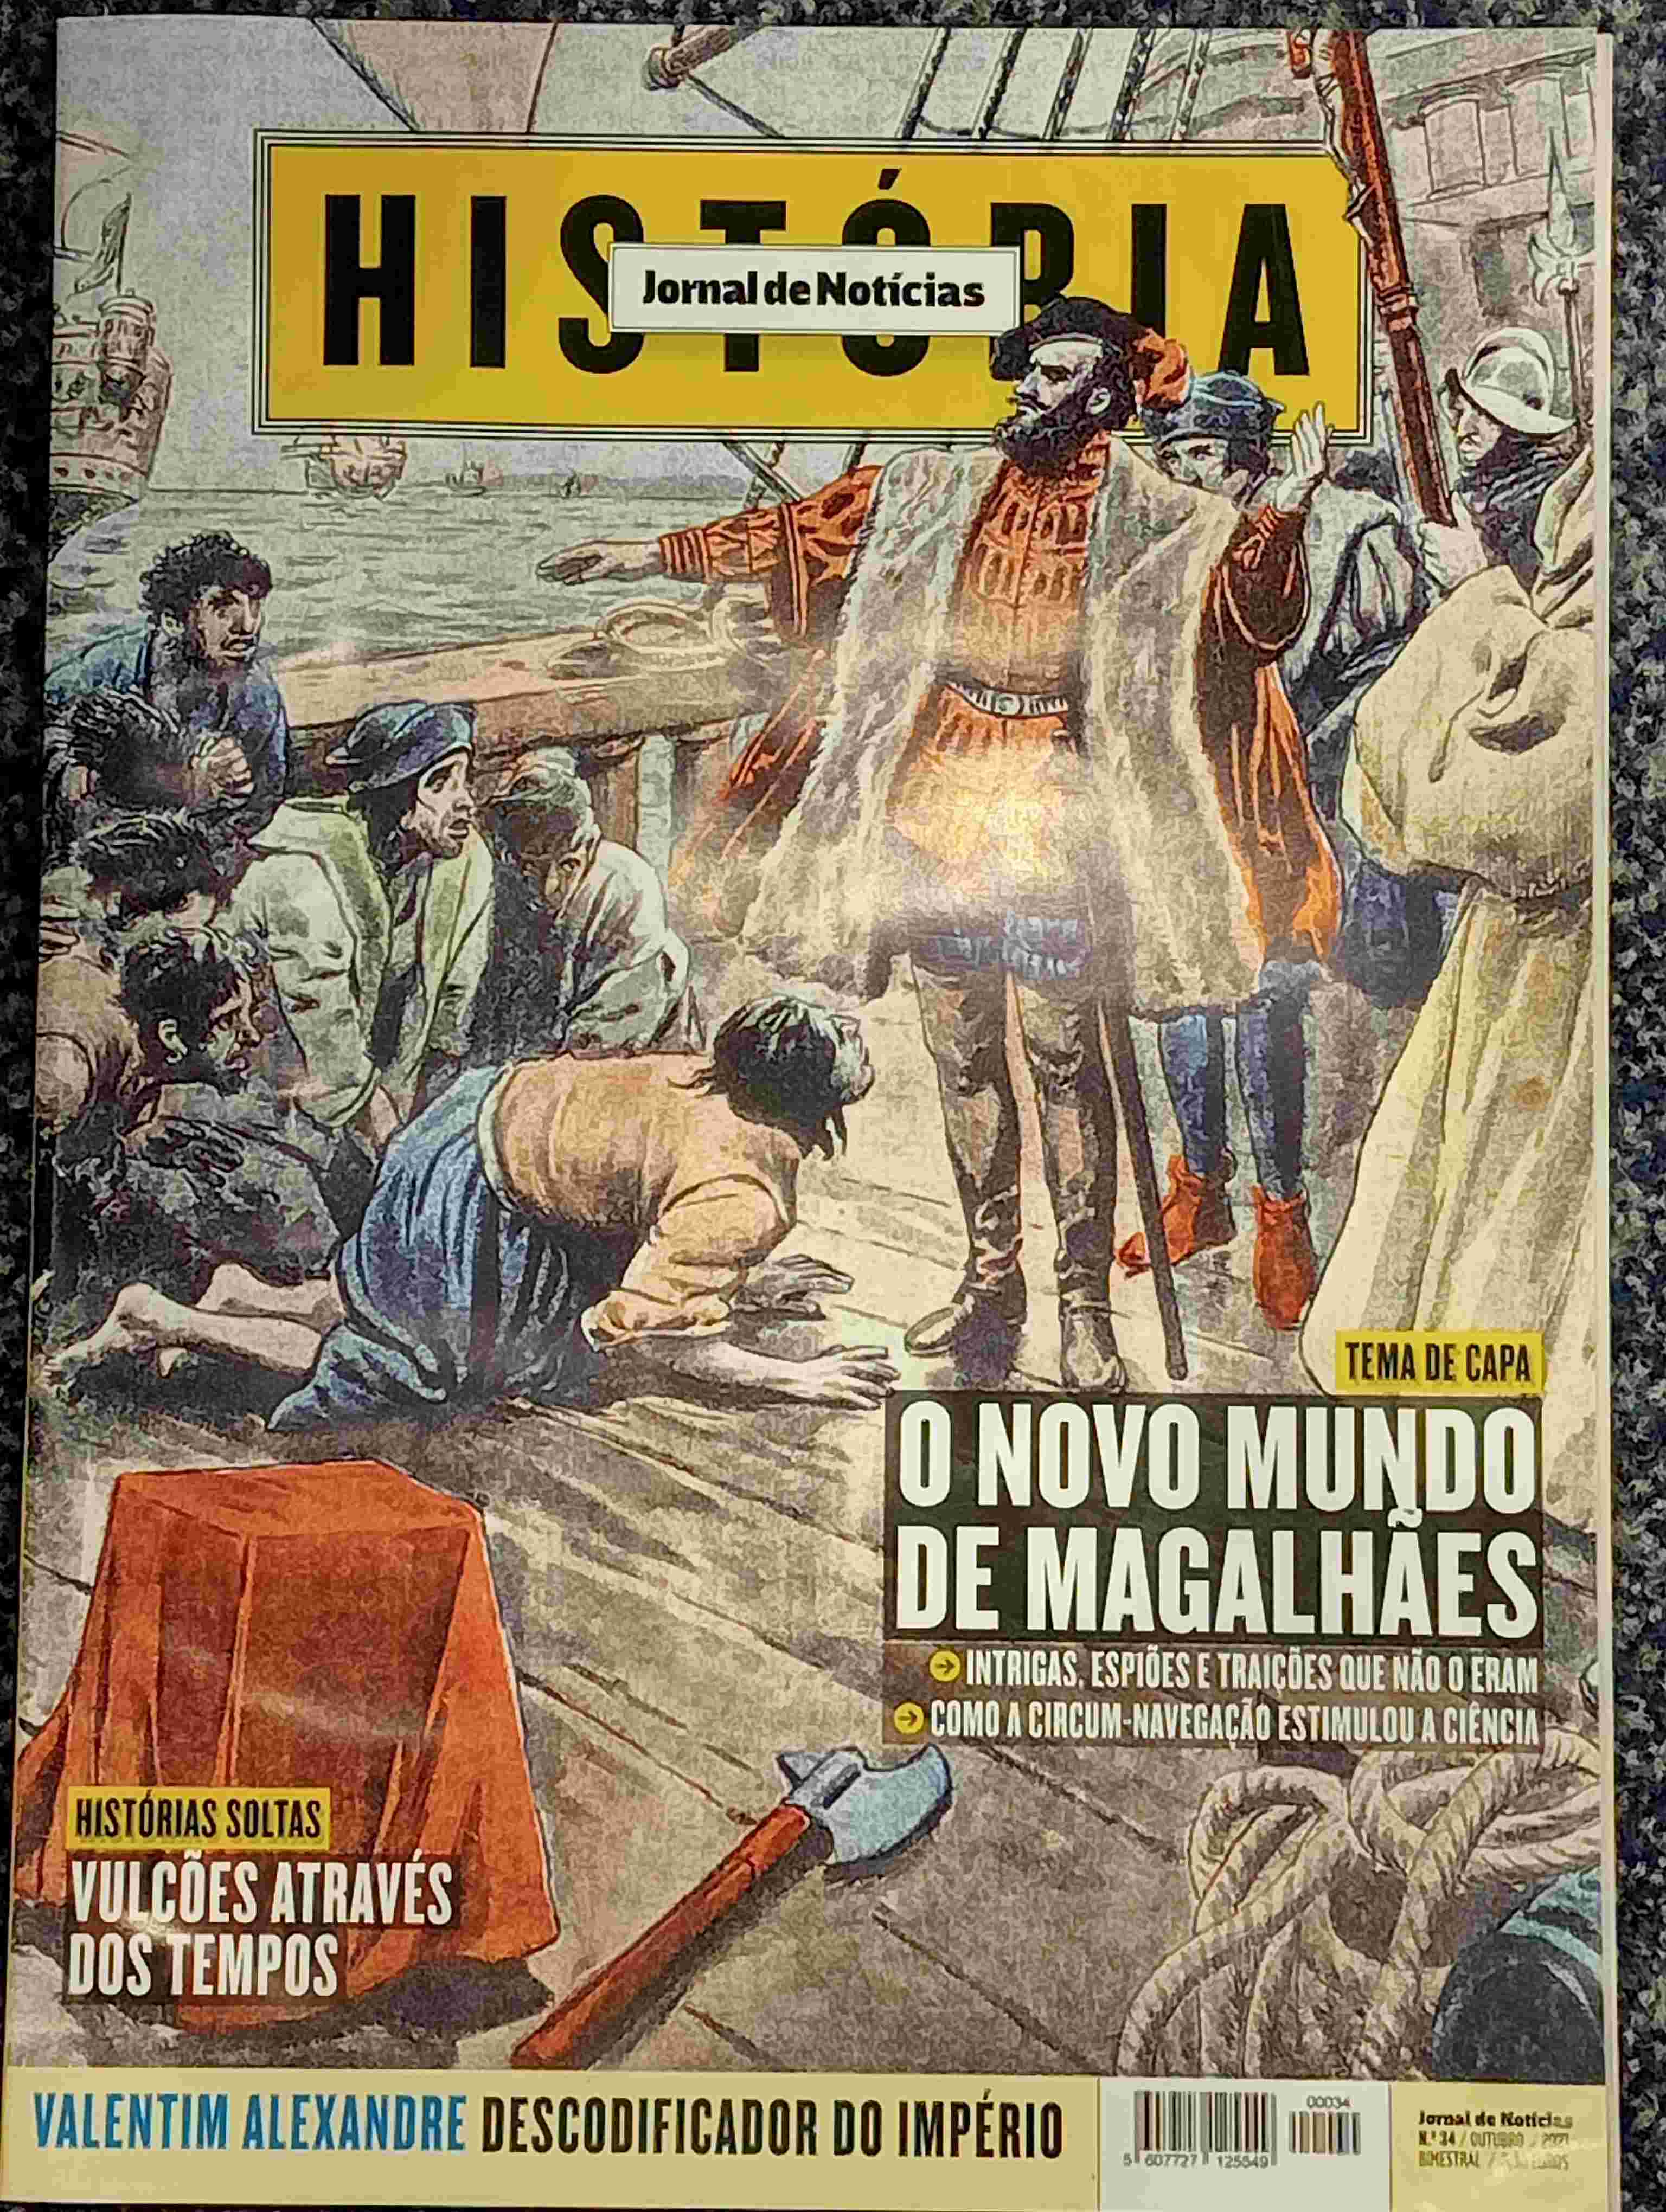 HISTÓRIA
Jornal de Notícias
TEMA DE CAPA
O NOVO MUNDO
DE MAGALHÃES
INTRIGAS, ESPIÕES E TRAIÇÕES QUE NÃO O ERAM
COMO A CIRCUM-NAVEGAÇÃO ESTIMULOU A CIÊNCIA
HISTÓRIAS SOLTAS
VULCÕES ATRAVÉS
DOS TEMPOS
VALENTIM ALEXANDRE DESCODIFICADOR DO IMPÉRIO
00034
5 607727 125549
Jornal de Notícias
N.º 34 / OUTUBRO / 2021
BIMESTRAL / EUROS